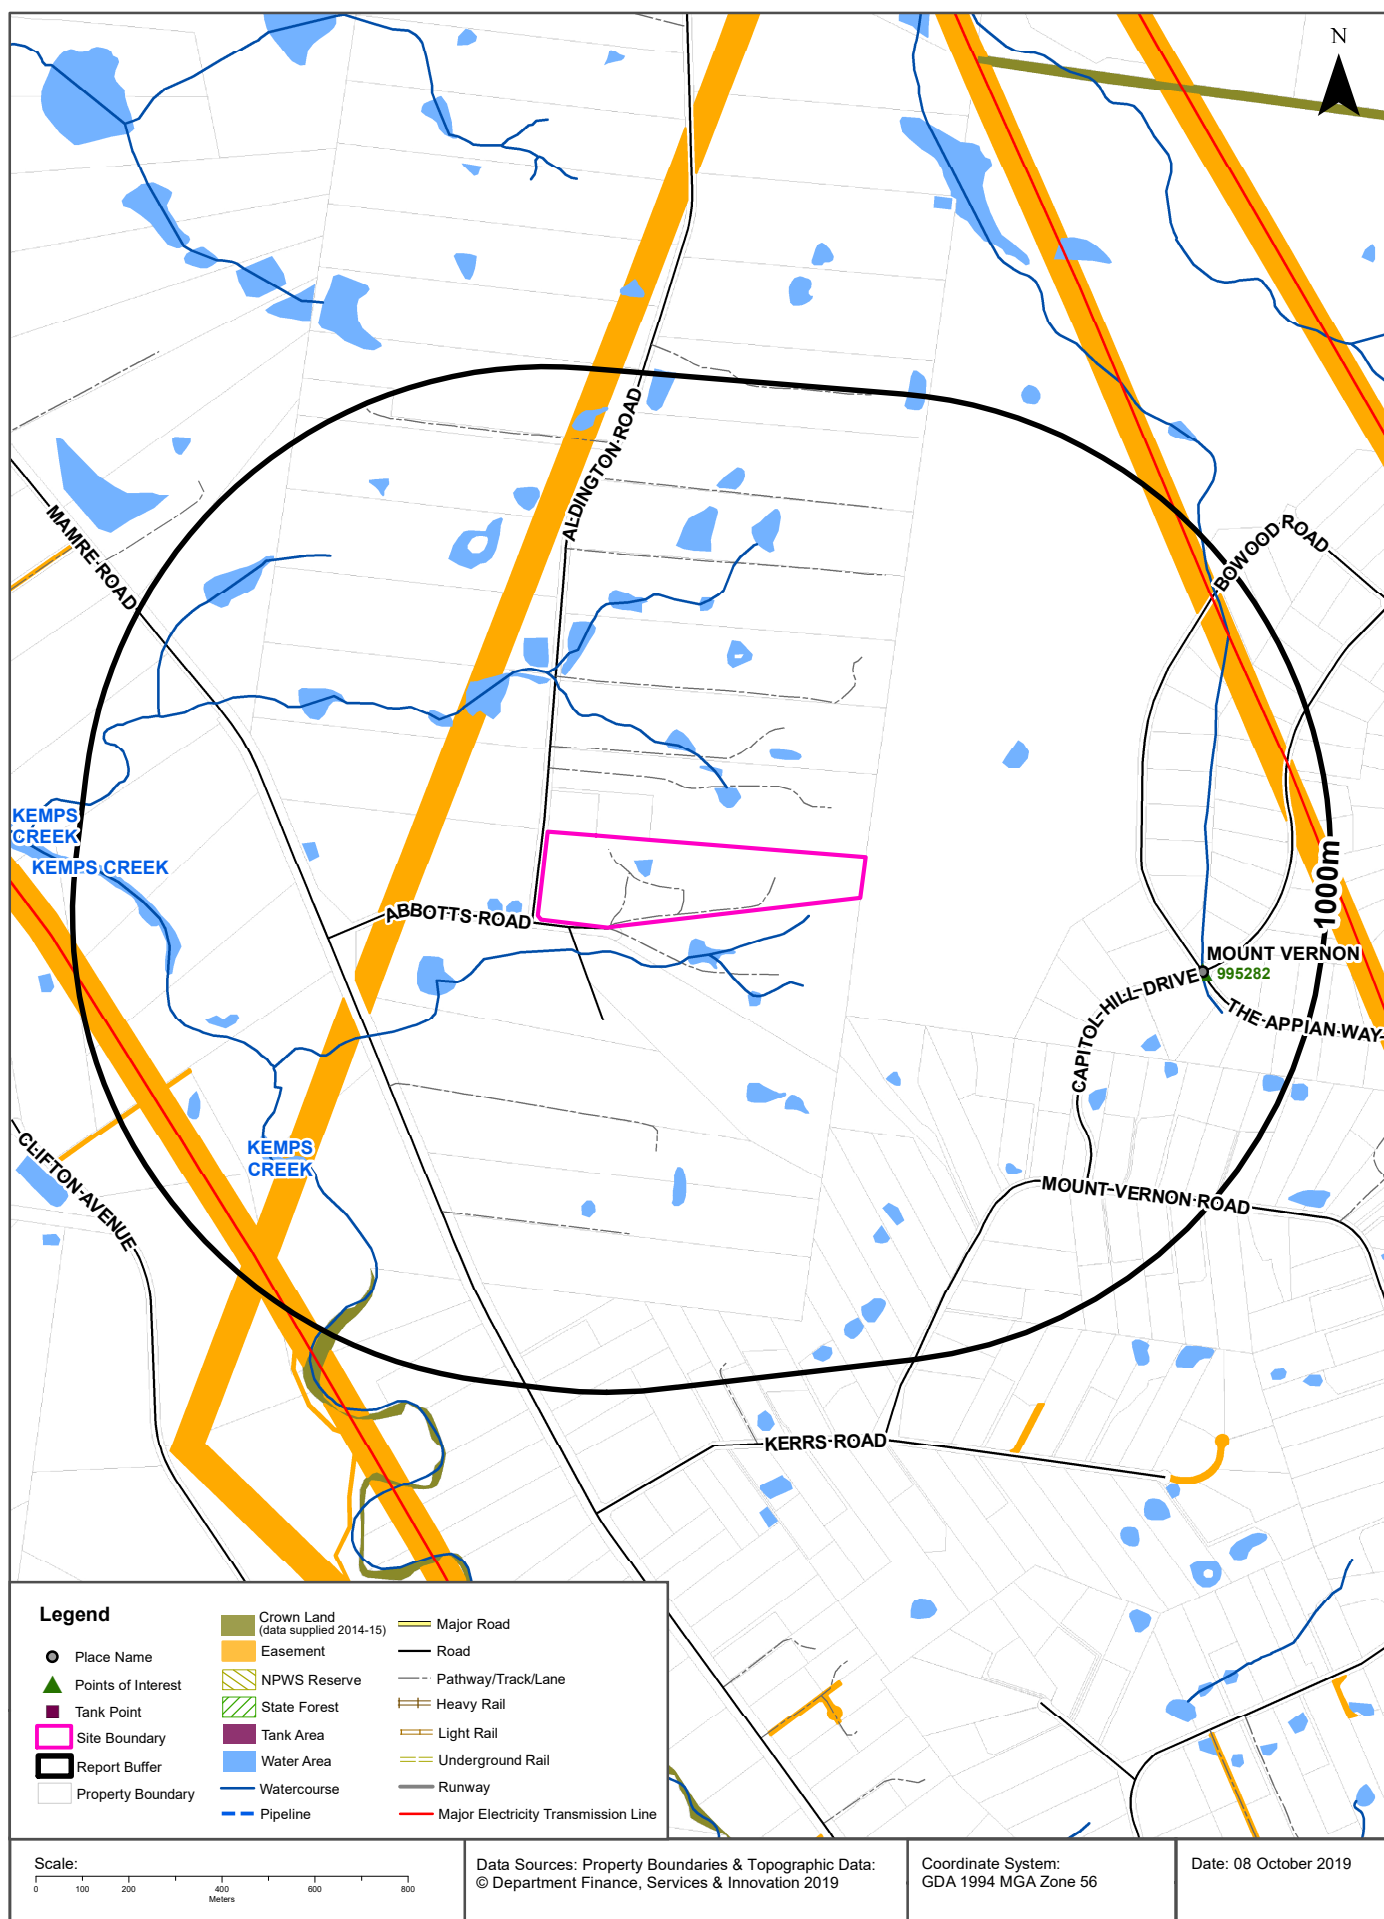 N
ALDINGTON ROAD
MAMRE ROAD
BOWOOD ROAD
KEMPS
CREEK
KEMPS CREEK
1000m
ABBOTTS ROAD
MOUNT VERNON
995282
CAPITOL HILL DRIVE
THE APPIAN WAY
KEMPS
CREEK
CLIFTON AVENUE
MOUNT VERNON ROAD
KERRS ROAD
Legend
Place Name
Points of Interest
Tank Point
Site Boundary
Report Buffer
Property Boundary
Crown Land
(data supplied 2014-15)
Easement
NPWS Reserve
State Forest
Tank Area
Water Area
Watercourse
Pipeline
Major Road
Road
Pathway/Track/Lane
Heavy Rail
Light Rail
Underground Rail
Runway
Major Electricity Transmission Line
Scale:
0 100 200 400 600 800
Meters
Data Sources: Property Boundaries & Topographic Data:
© Department Finance, Services & Innovation 2019
Coordinate System:
GDA 1994 MGA Zone 56
Date: 08 October 2019